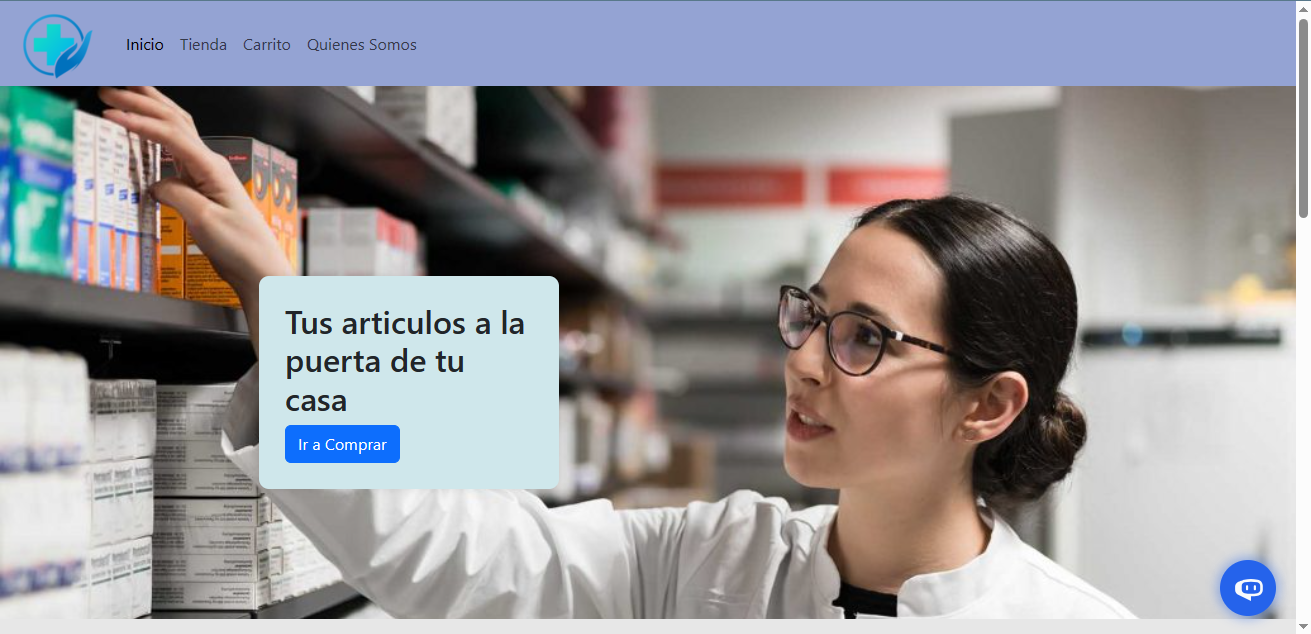 Inicio Tienda Carrito Quienes Somos
Tus articulos a la
puerta de tu
casa
Ir a Comprar